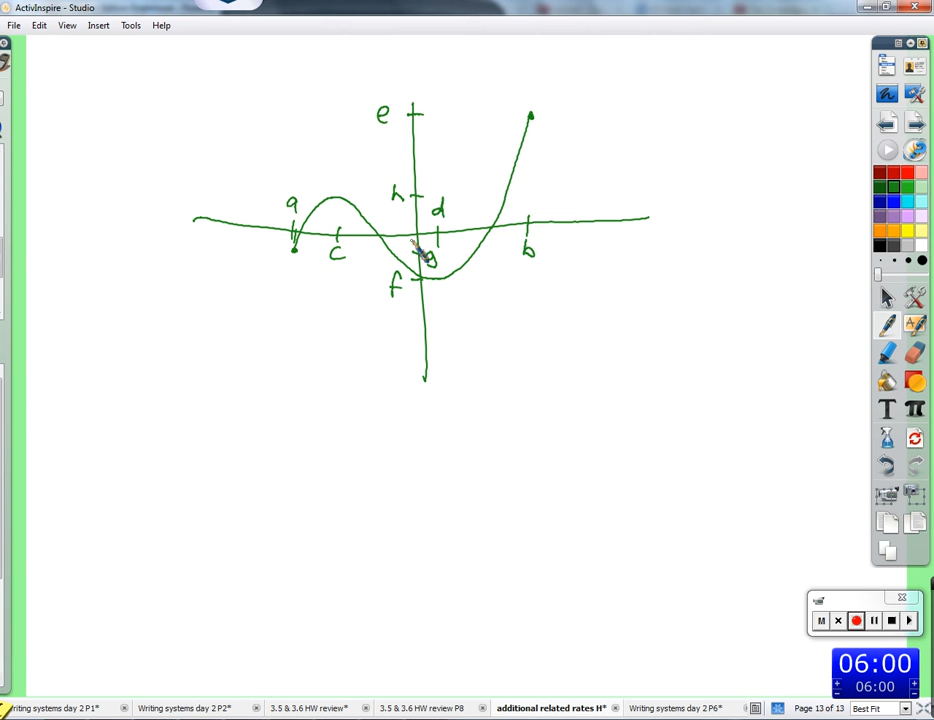 ActivInspire - Studio
File Edit View Insert Tools Help
e
h
a
d
c
g
b
f
M
06:00
06:00
riting systems day 2 P1*
Writing systems day 2 P2*
3.5 & 3.6 HW review*
3.5 & 3.6 HW review P8
additional related rates H*
Writing systems day 2 P6*
Page 13 of 13
Best Fit